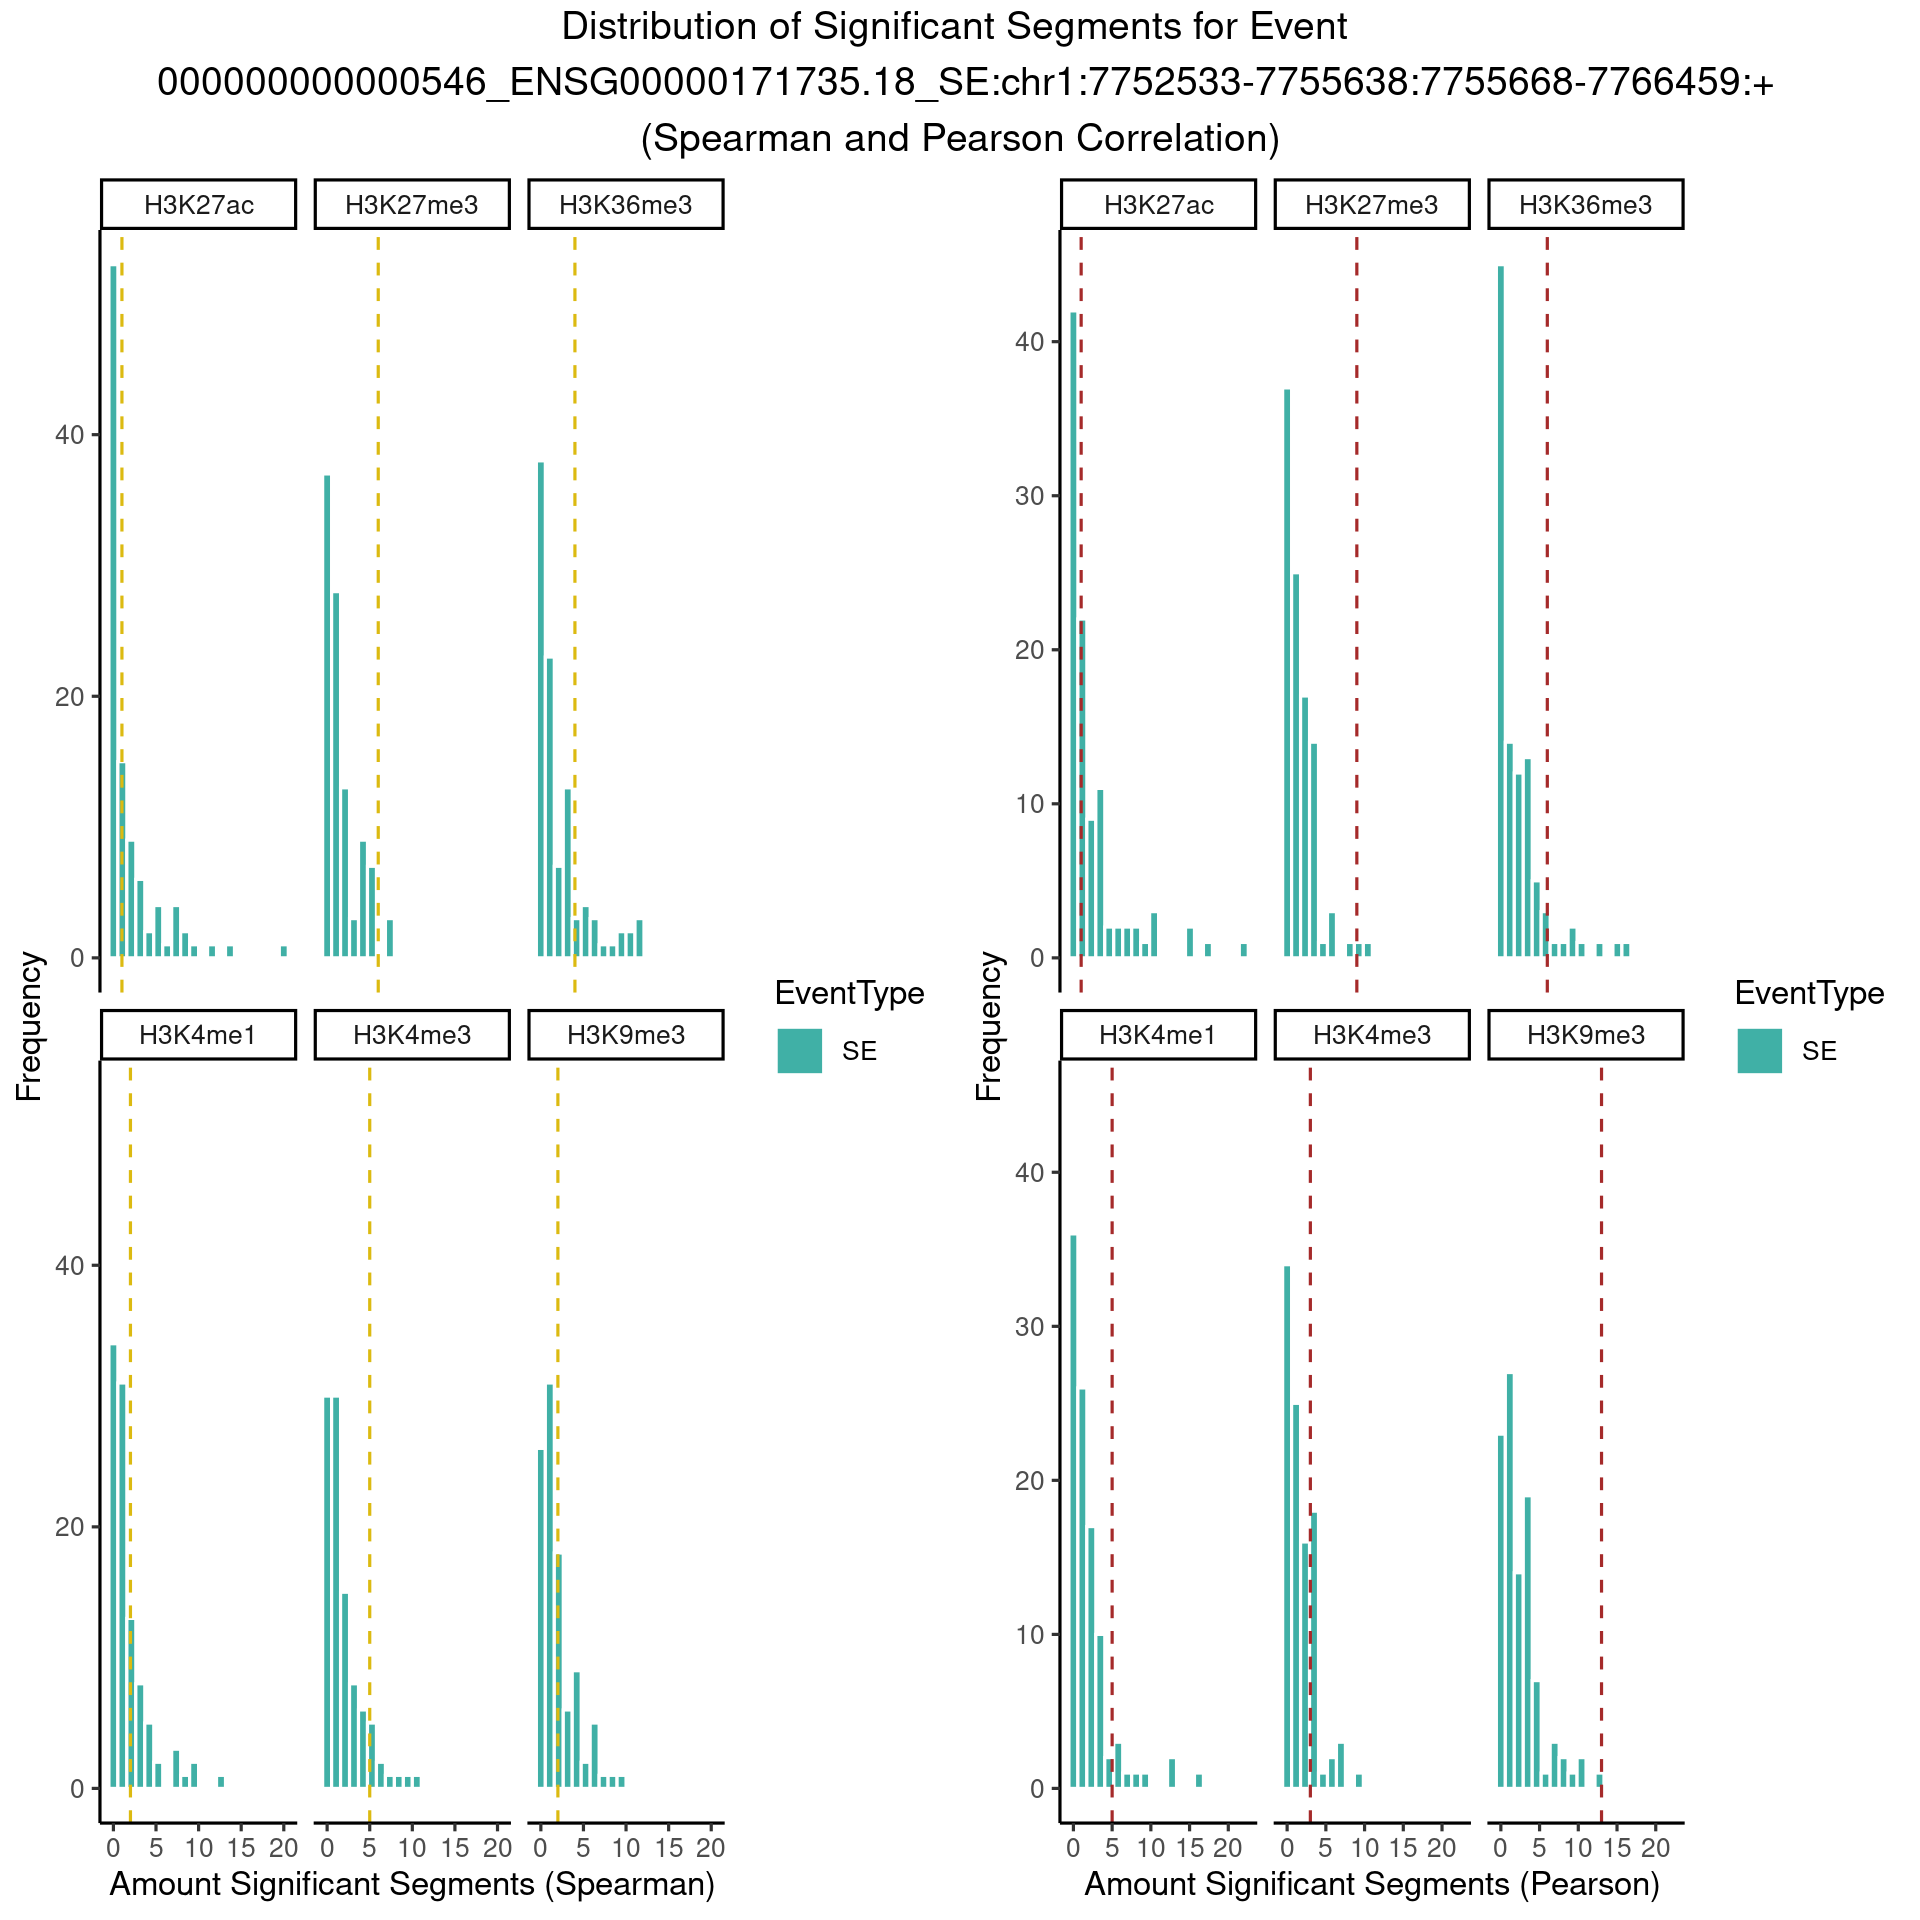 Distribution of Significant Segments for Event
000000000000546_ENSG00000171735.18_SE:chr1:7752533-7755638:7755668-7766459:+
(Spearman and Pearson Correlation)
H3K27ac
H3K27me3
H3K36me3
40
20
0
H3K4me1
H3K4me3
H3K9me3
40
20
0
0 5 10 15 20
0 5 10 15 20
0 5 10 15 20
Frequency
Amount Significant Segments (Spearman)
EventType
SE
H3K27ac
H3K27me3
H3K36me3
40
30
20
10
0
H3K4me1
H3K4me3
H3K9me3
40
30
20
10
0
0 5 10 15 20
0 5 10 15 20
0 5 10 15 20
Frequency
Amount Significant Segments (Pearson)
EventType
SE